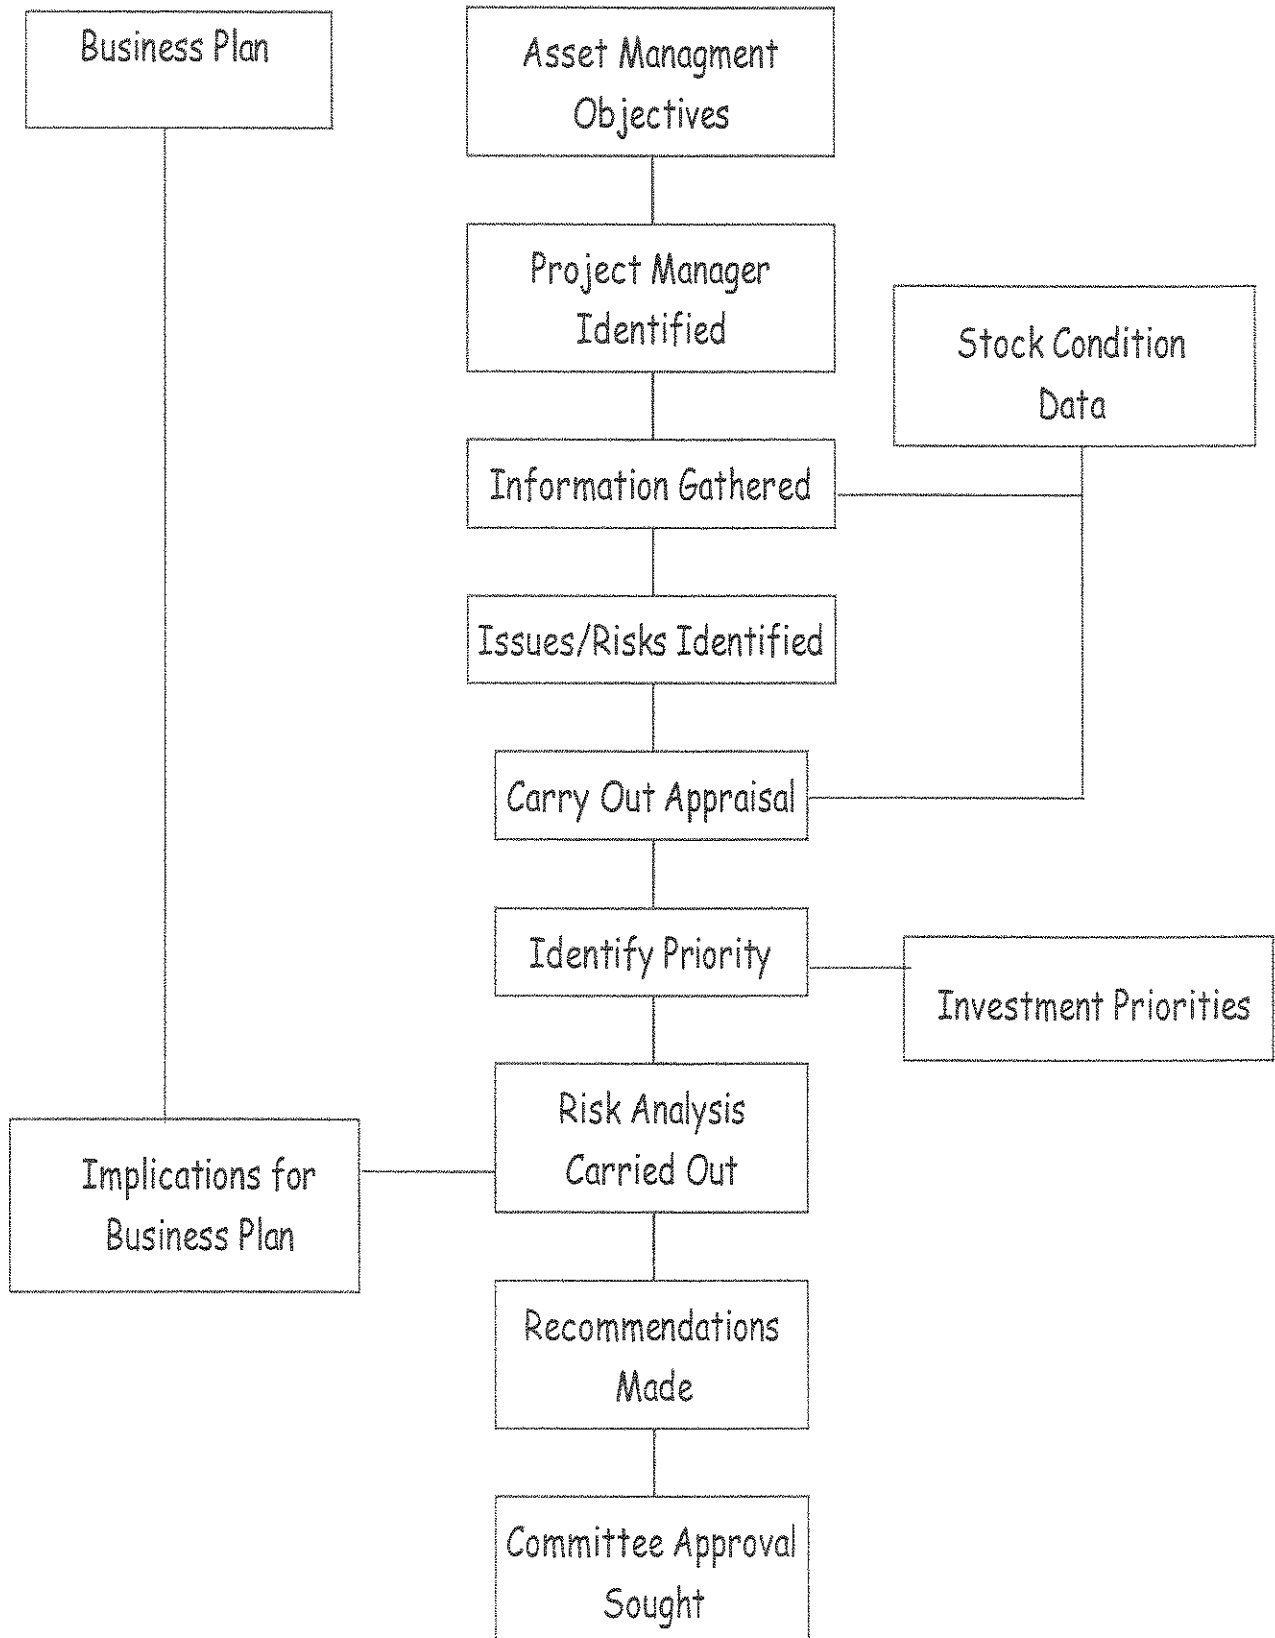 Business Plan
Asset Managment
Objectives
Project Manager
Identified
Stock Condition
Data
Information Gathered
Issues/Risks Identified
Carry Out Appraisal
Identify Priority
Investment Priorities
Risk Analysis
Carried Out
Implications for
Business Plan
Recommendations
Made
Committee Approval
Sought